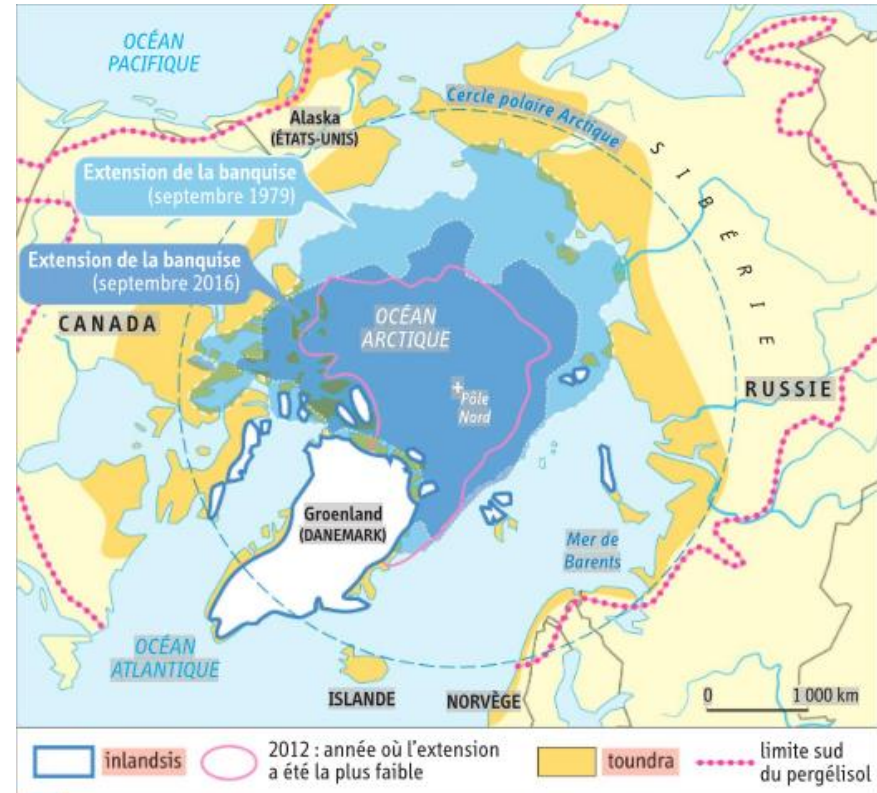 OCÉAN
PACIFIQUE
Cercle polaire Arctique
Alaska
(ÉTATS-UNIS)
SIBÉRIE
Extension de la banquise
(septembre 1979)
Extension de la banquise
(septembre 2016)
OCÉAN
ARCTIQUE
CANADA
RUSSIE
Pôle
Nord
Groenland
(DANEMARK)
Mer de
Barents
OCÉAN
ATLANTIQUE
ISLANDE
NORVÈGE
0 1 000 km
inlandsis
2012 : année où l'extension
a été la plus faible
toundra
limite sud
du pergélisol